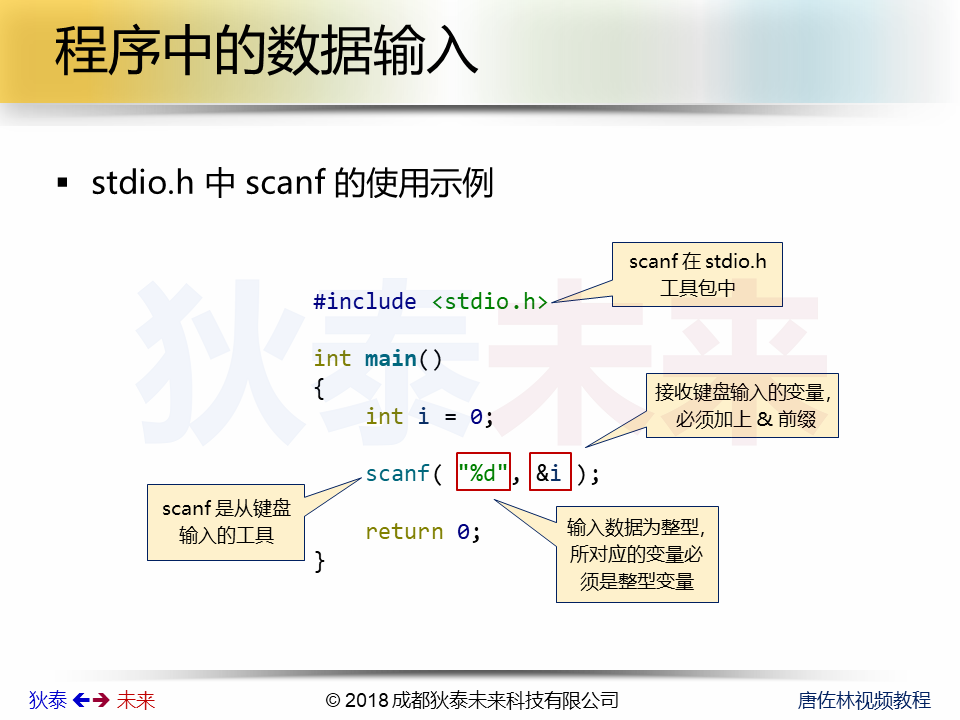 程序中的数据输入
▪ stdio.h 中 scanf 的使用示例
狄泰未来
scanf 在 stdio.h
工具包中
#include <stdio.h>
int main()
{
接收键盘输入的变量,
必须加上 & 前缀
int i = 0;
scanf( "%d", &i );
scanf 是从键盘
输入的工具
输入数据为整型,
所对应的变量必
须是整型变量
return 0;
}
狄泰 🡸🡺 未来
© 2018 成都狄泰未来科技有限公司
唐佐林视频教程